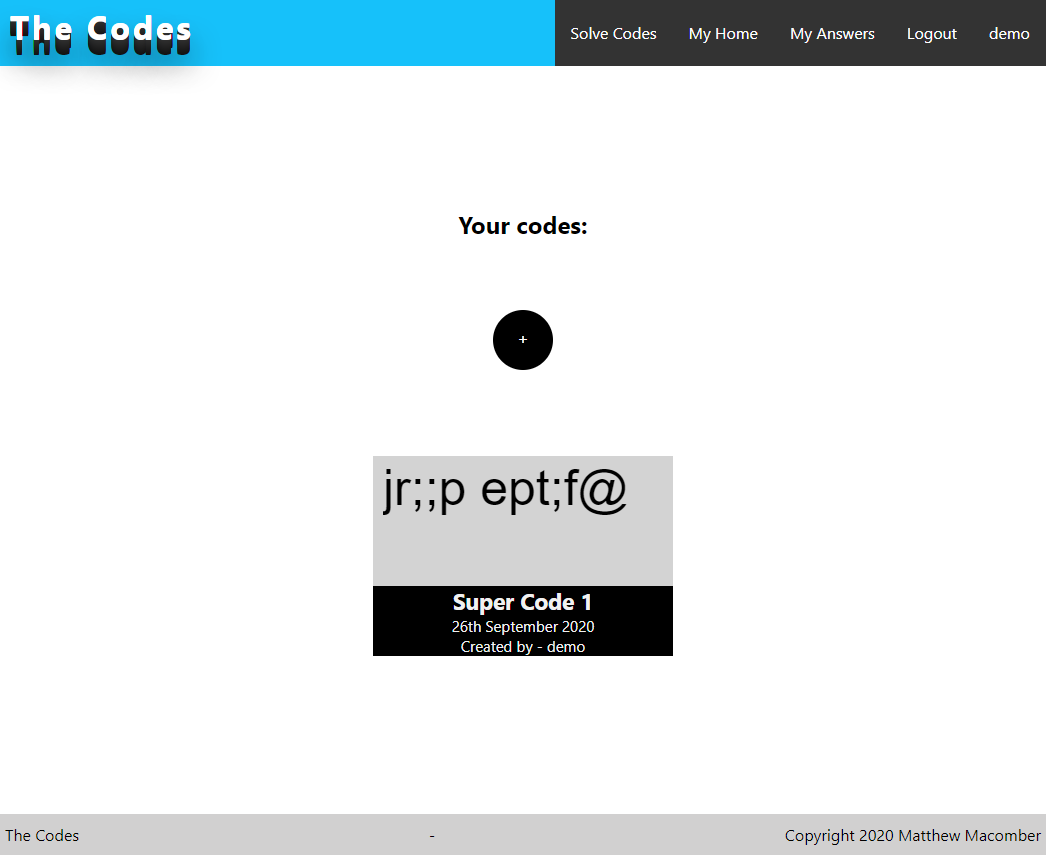 The Codes
Solve Codes My Home My Answers Logout demo
Your codes:
+
jr;;p ept;f@
Super Code 1
26th September 2020
Created by - demo
The Codes - Copyright 2020 Matthew Macomber